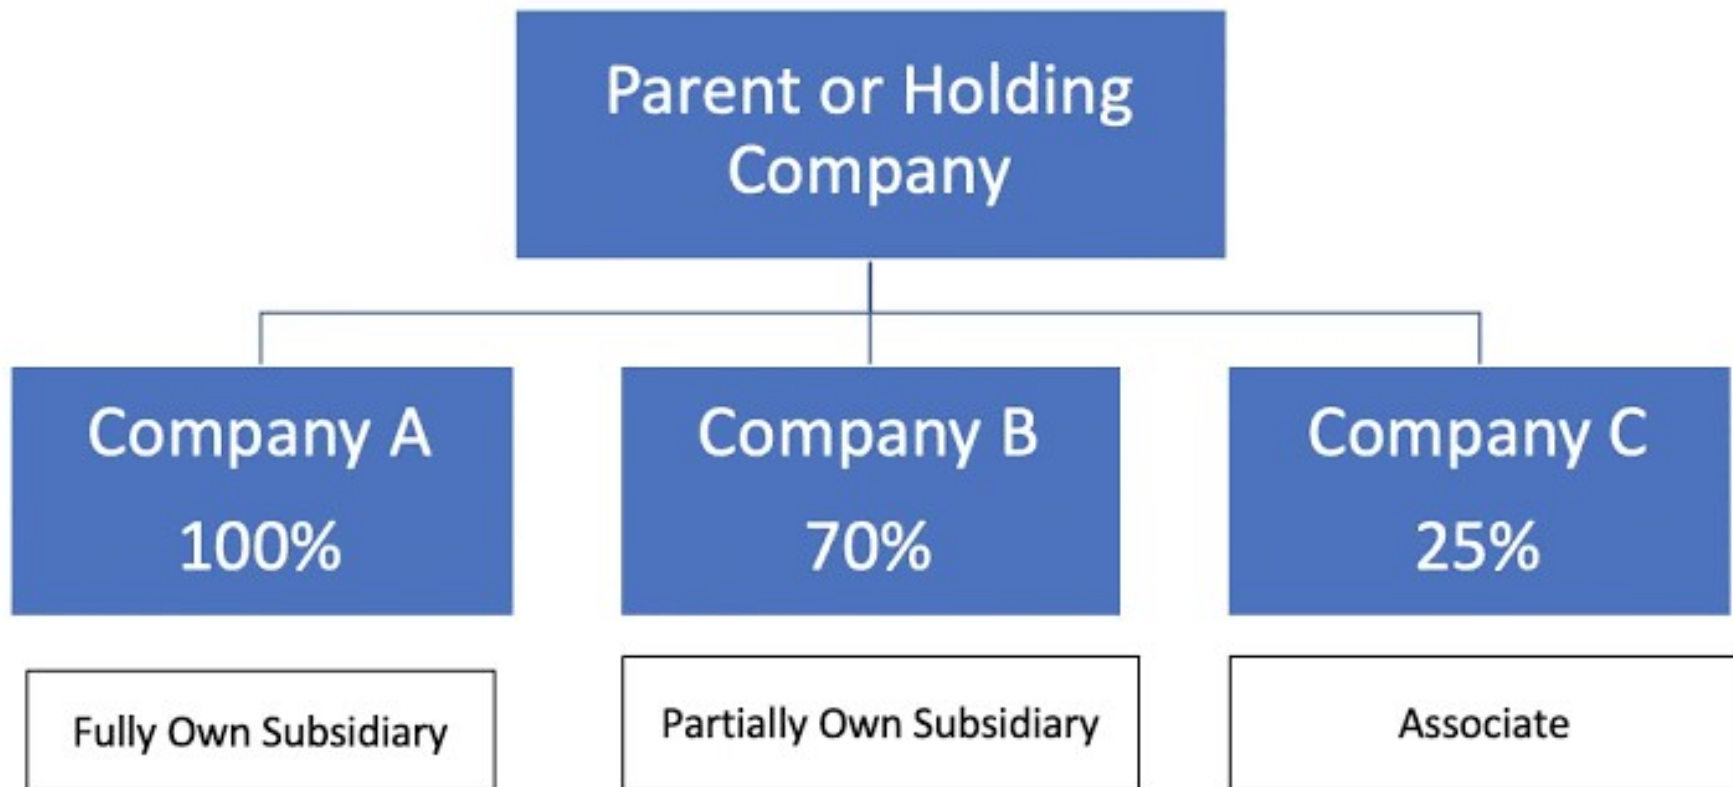 Parent or Holding
Company
Company A
100%
Company B
70%
Company C
25%
Fully Own Subsidiary
Partially Own Subsidiary
Associate